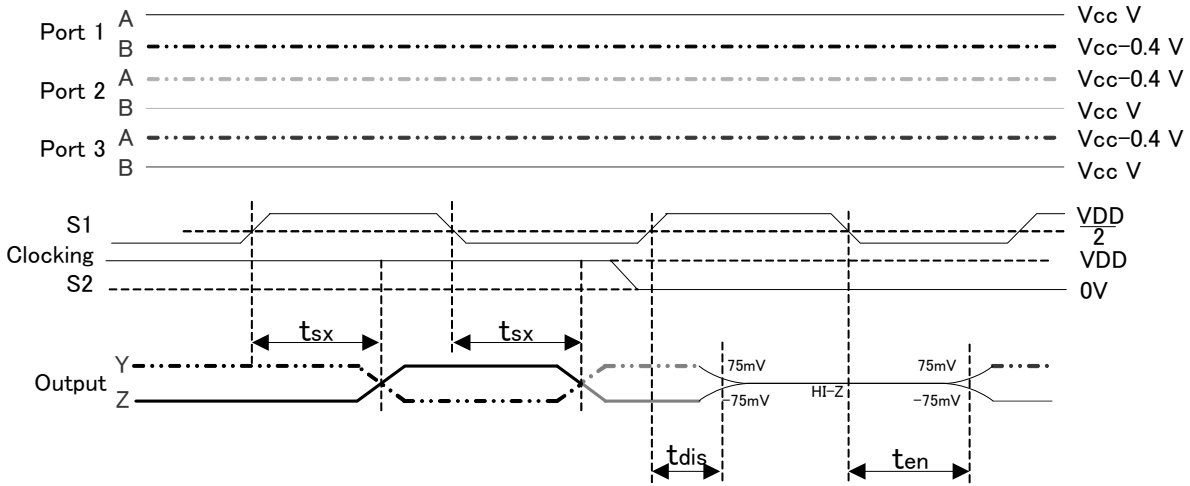 Port 1 A Vcc V
B Vcc-0.4 V
Port 2 A Vcc-0.4 V
B Vcc V
Port 3 A Vcc-0.4 V
B Vcc V
S1 VDD
2
Clocking VDD
S2 0V
tsx tsx
Output Y 75mV 75mV
HI-Z
Z -75mV -75mV
tdis ten